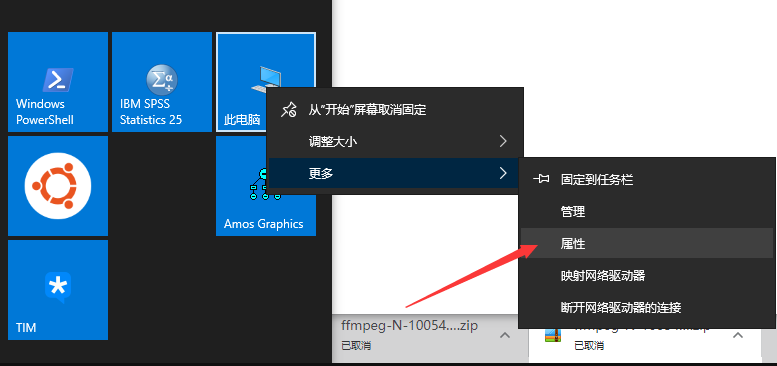 Windows
PowerShell
IBM SPSS
Statistics 25
此电脑
Amos Graphics
TIM
从"开始"屏幕取消固定
调整大小
更多
固定到任务栏
管理
属性
映射网络驱动器
断开网络驱动器的连接
ffmpeg-N-10054....zip
已取消
已取消